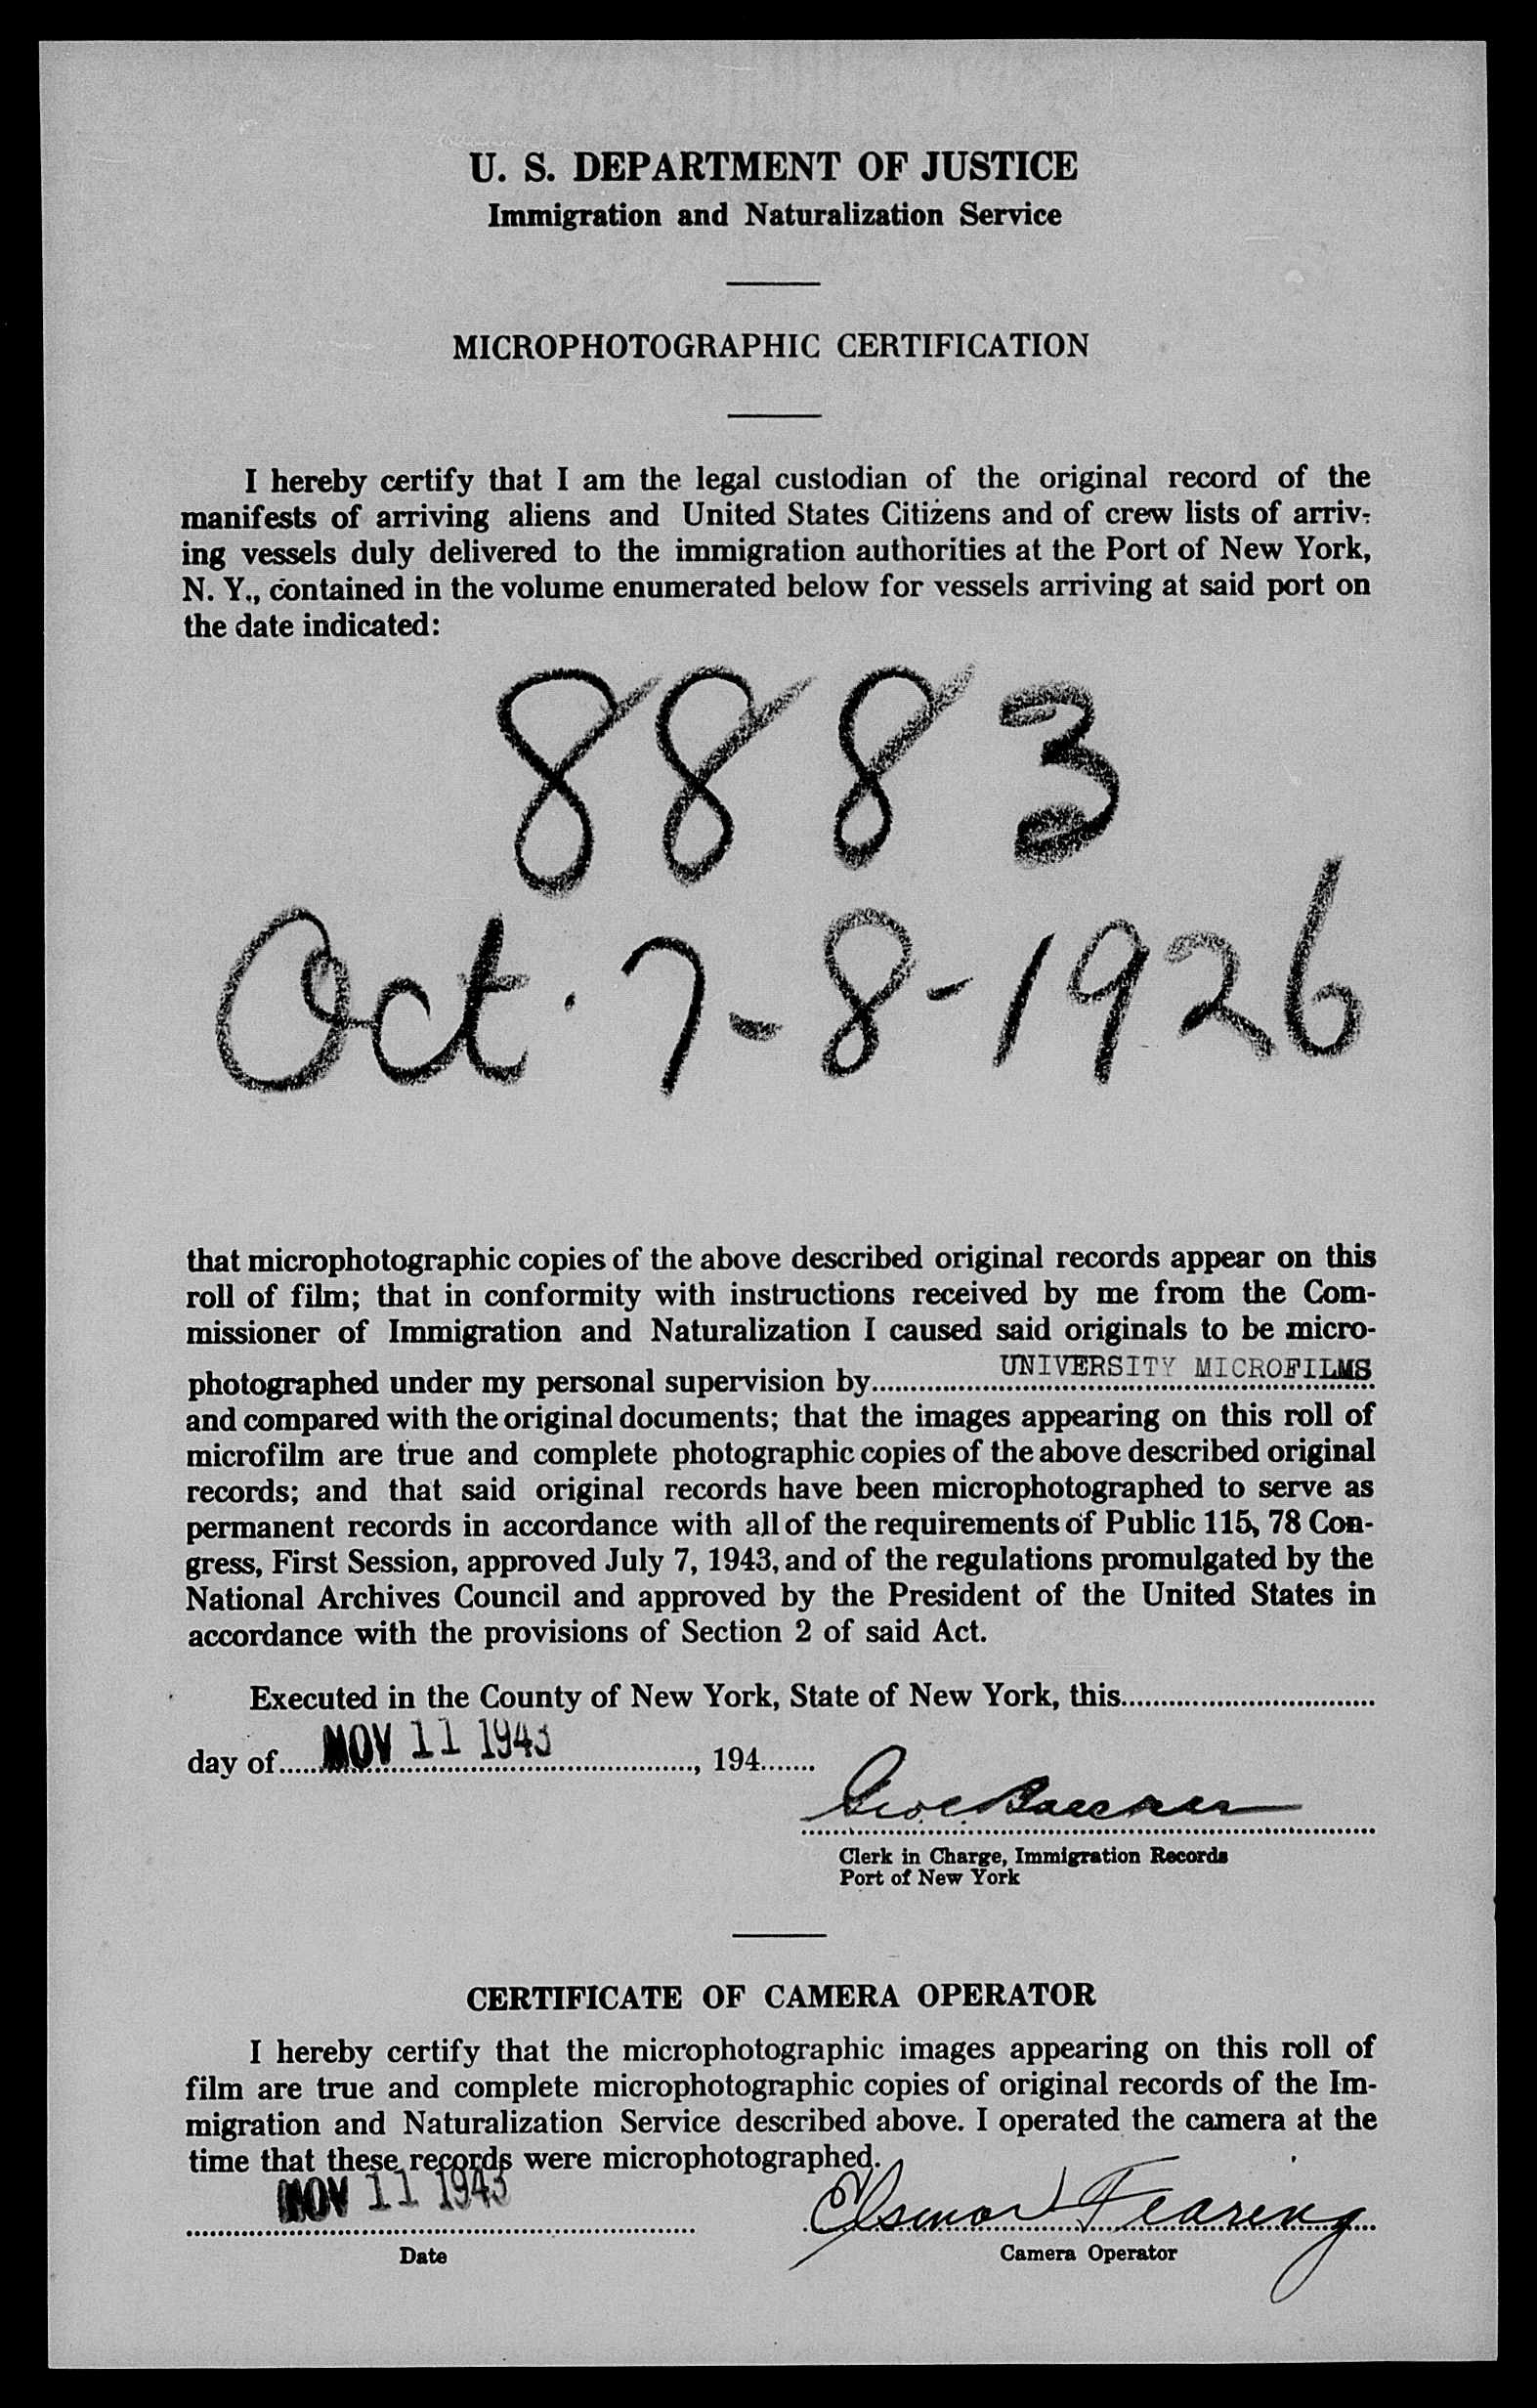 U. S. DEPARTMENT OF JUSTICE
Immigration and Naturalization Service
MICROPHOTOGRAPHIC CERTIFICATION
I hereby certify that I am the legal custodian of the original record of the
manifests of arriving aliens and United States Citizens and of crew lists of arriv-
ing vessels duly delivered to the immigration authorities at the Port of New York,
N. Y., contained in the volume enumerated below for vessels arriving at said port on
the date indicated:
8883
Oct. 7-8-1926
that microphotographic copies of the above described original records appear on this
roll of film; that in conformity with instructions received by me from the Com-
missioner of Immigration and Naturalization I caused said originals to be micro-
photographed under my personal supervision by UNIVERSITY MICROFILMS
and compared with the original documents; that the images appearing on this roll of
microfilm are true and complete photographic copies of the above described original
records; and that said original records have been microphotographed to serve as
permanent records in accordance with all of the requirements of Public 115, 78 Con-
gress, First Session, approved July 7, 1943, and of the regulations promulgated by the
National Archives Council and approved by the President of the United States in
accordance with the provisions of Section 2 of said Act.
Executed in the County of New York, State of New York, this
day of NOV 11 1943, 194
Clerk in Charge, Immigration Records
Port of New York
CERTIFICATE OF CAMERA OPERATOR
I hereby certify that the microphotographic images appearing on this roll of
film are true and complete microphotographic copies of original records of the Im-
migration and Naturalization Service described above. I operated the camera at the
time that these records were microphotographed.
NOV 11 1943 Fearing
Date Camera Operator